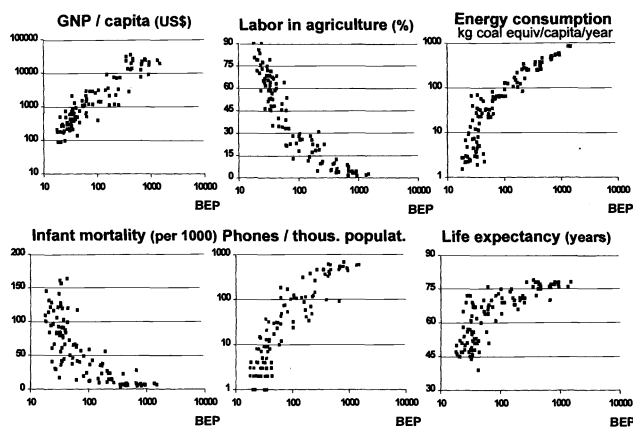 GNP / capita (US$)
100000
10000
1000
100
10
10 100 1000 10000
BEP
Labor in agriculture (%)
90
75
60
45
30
15
0
10 100 1000 10000
BEP
Energy consumption
kg coal equiv/capita/year
1000
100
10
1
10 100 1000 10000
BEP
Infant mortality (per 1000)
200
150
100
50
0
10 100 1000 10000
BEP
Phones / thous. populat.
1000
100
10
1
10 100 1000 10000
BEP
Life expectancy (years)
90
75
60
45
30
10 100 1000 10000
BEP